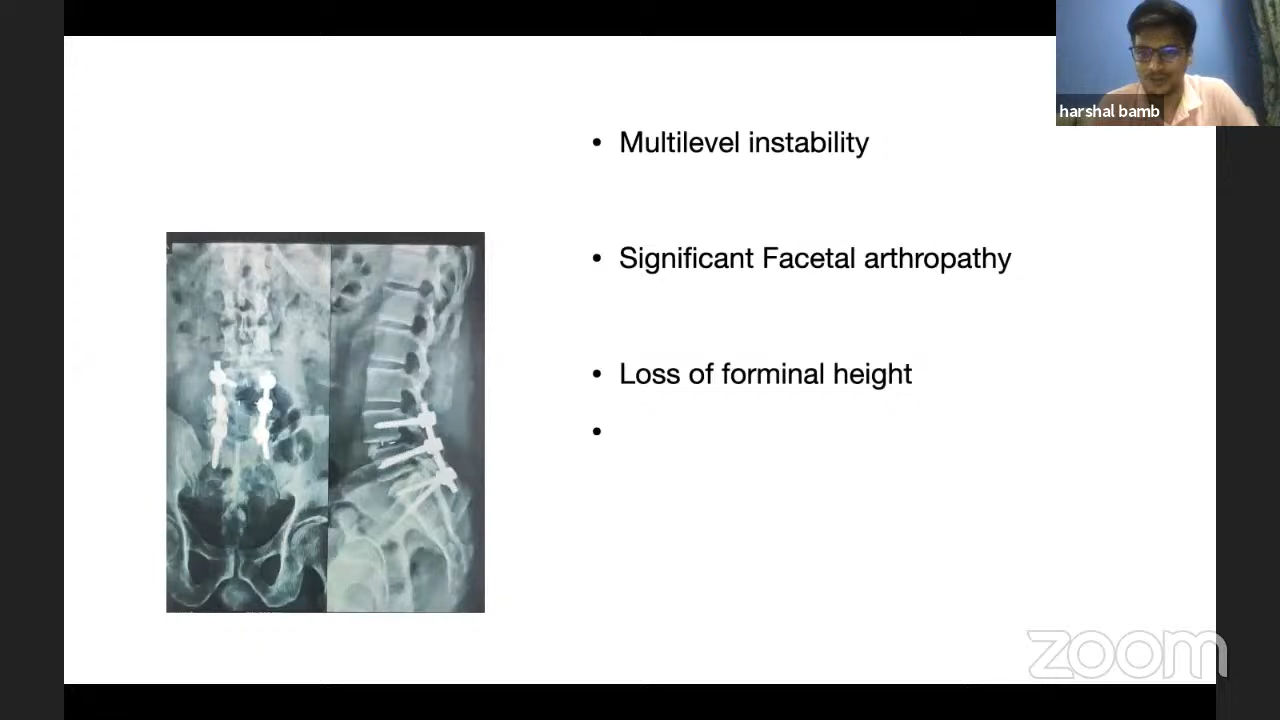 harshal bamb
• Multilevel instability
• Significant Facetal arthropathy
• Loss of forminal height
•
zoom